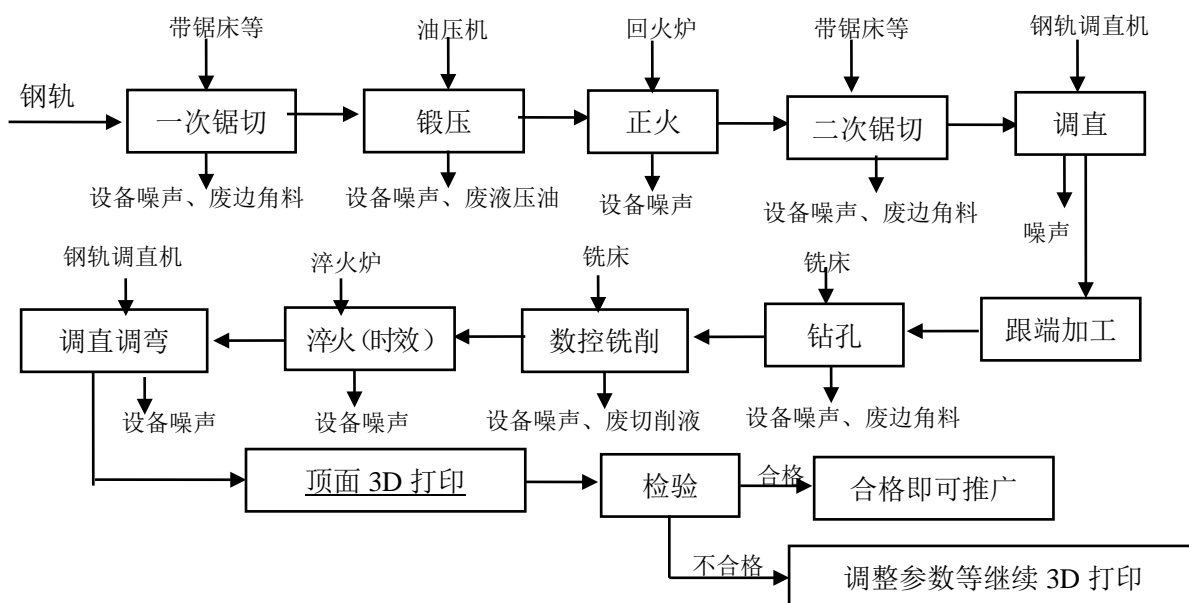 带锯床等
油压机
回火炉
带锯床等
钢轨调直机
钢轨
一次锯切
锻压
正火
二次锯切
调直
设备噪声、废边角料
设备噪声、废液压油
设备噪声
设备噪声、废边角料
噪声
钢轨调直机
淬火炉
铣床
铣床
调直调弯
淬火(时效)
数控铣削
钻孔
跟端加工
设备噪声
设备噪声
设备噪声、废切削液
设备噪声、废边角料
顶面 3D 打印
检验
合格
合格即可推广
不合格
调整参数等继续 3D 打印